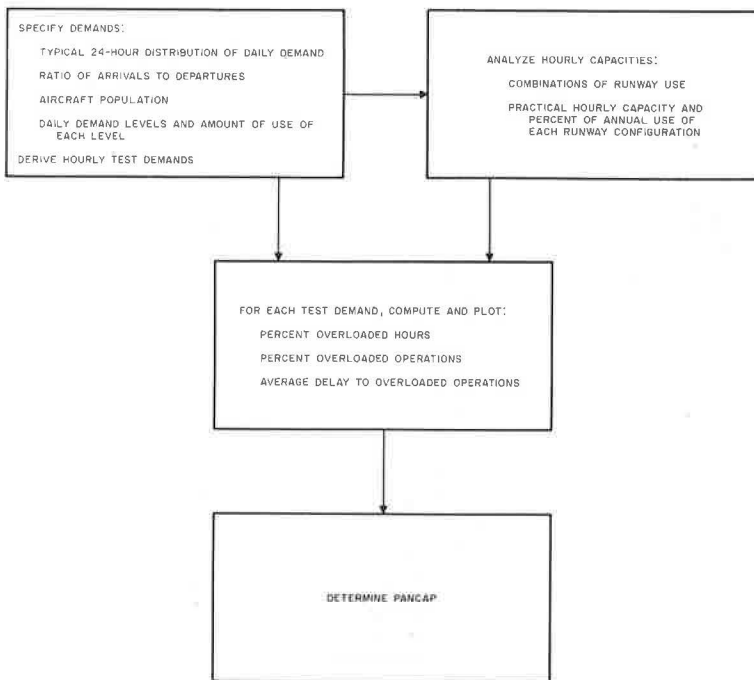 SPECIFY DEMANDS:
TYPICAL 24-HOUR DISTRIBUTION OF DAILY DEMAND
RATIO OF ARRIVALS TO DEPARTURES
AIRCRAFT POPULATION
DAILY DEMAND LEVELS AND AMOUNT OF USE OF
EACH LEVEL
DERIVE HOURLY TEST DEMANDS
ANALYZE HOURLY CAPACITIES:
COMBINATIONS OF RUNWAY USE
PRACTICAL HOURLY CAPACITY AND
PERCENT OF ANNUAL USE OF
EACH RUNWAY CONFIGURATION
FOR EACH TEST DEMAND, COMPUTE AND PLOT:
PERCENT OVERLOADED HOURS
PERCENT OVERLOADED OPERATIONS
AVERAGE DELAY TO OVERLOADED OPERATIONS
DETERMINE PANCAP